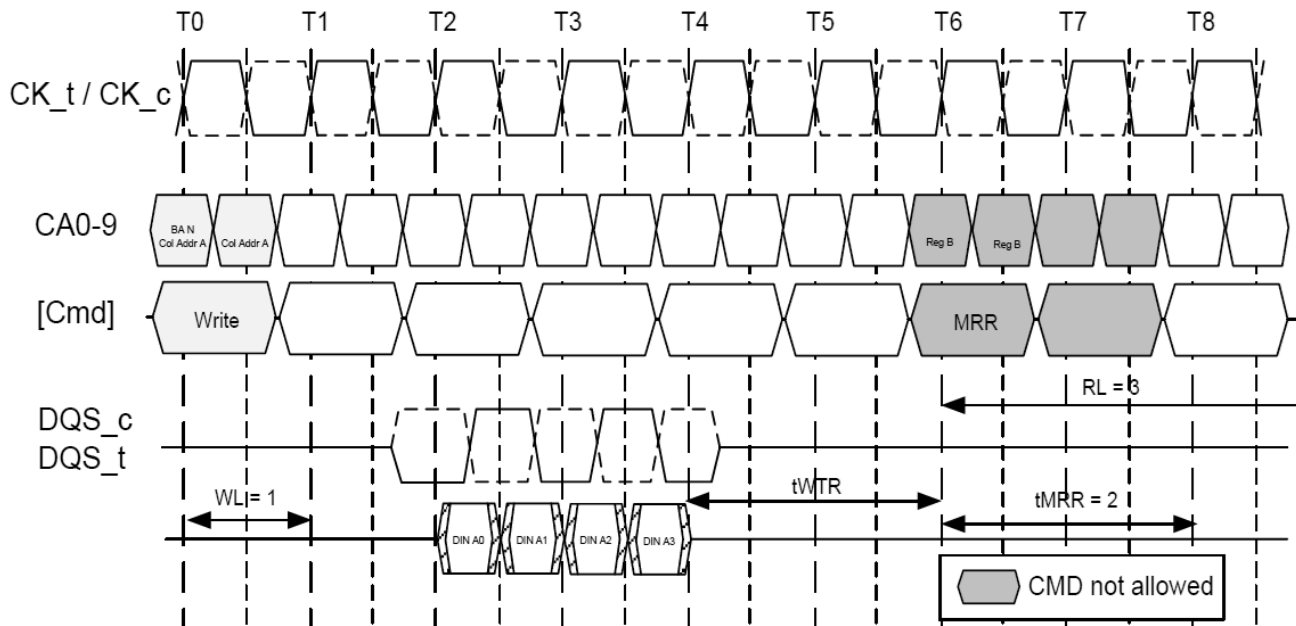 T0 T1 T2 T3 T4 T5 T6 T7 T8
CK_t / CK_c
CA0-9
BA N
Col Addr A
Col Addr A
Reg B
Reg B
[Cmd]
Write
MRR
RL = 3
DQS_c
DQS_t
WL = 1
tWTR
tMRR = 2
DIN A0
DIN A1
DIN A2
DIN A3
CMD not allowed